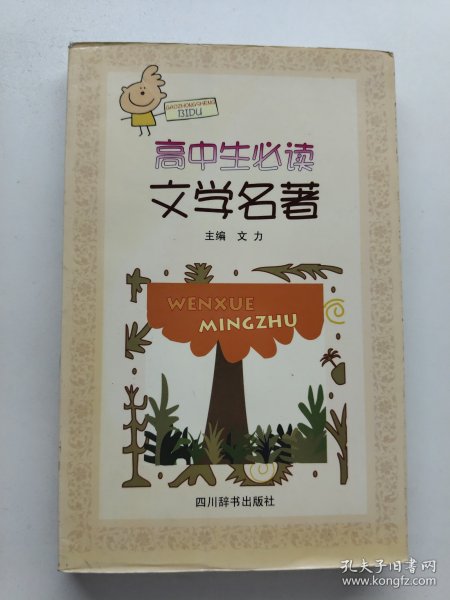 GAOZHONGSHENG
BIDU
高中生必读
文学名著
主编 文力
WENXUE
MINGZHU
四川辞书出版社
孔夫子旧书网
www.kongfz.com